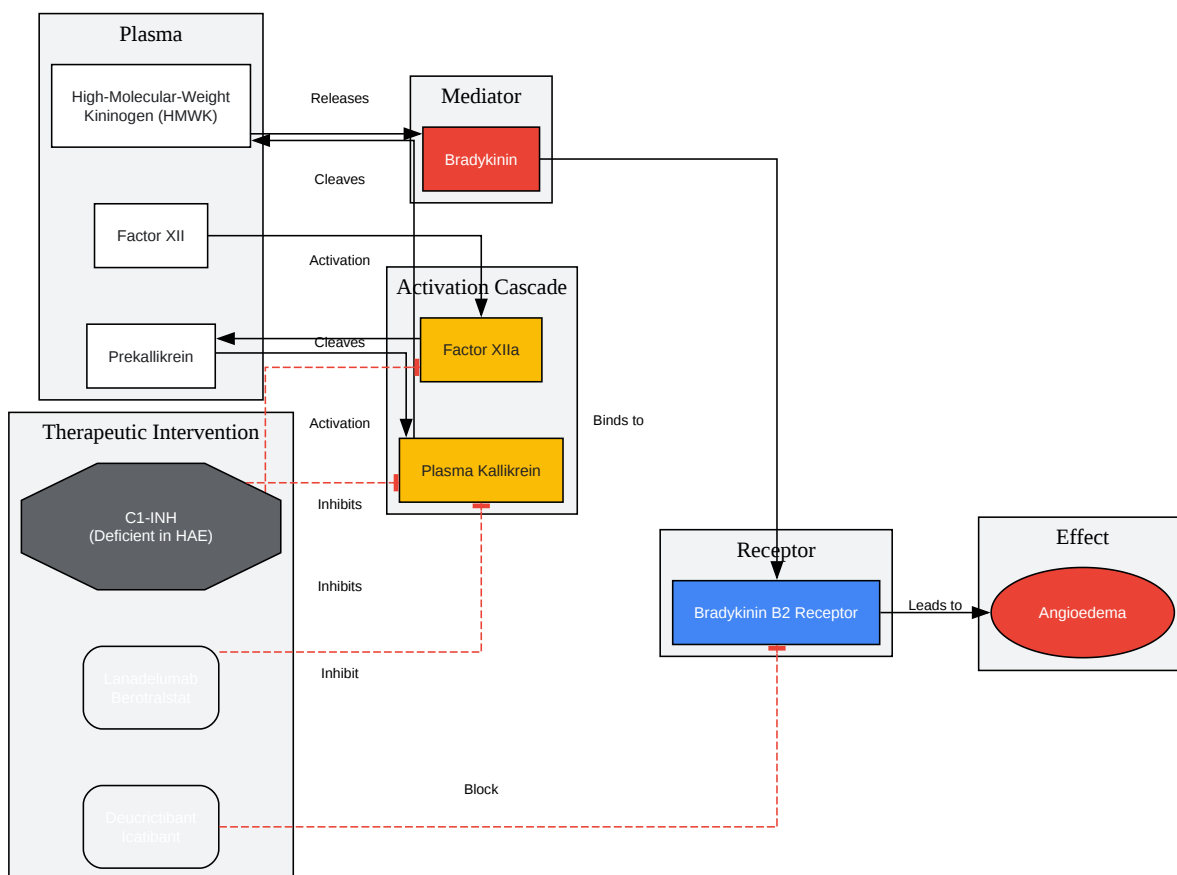 Plasma
High-Molecular-Weight
Kininogen (HMWK)
Releases
Mediator
Bradykinin
Cleaves
Factor XII
Activation
Activation Cascade
Prekallikrein
Cleaves
Factor XIIa
Activation
Binds to
Therapeutic Intervention
Plasma Kallikrein
Inhibits
C1-INH
(Deficient in HAE)
Inhibits
Receptor
Bradykinin B2 Receptor
Leads to
Effect
Angioedema
Lanadelumab
Berotralstat
Inhibit
Block
Deucrictibant
Icatibant